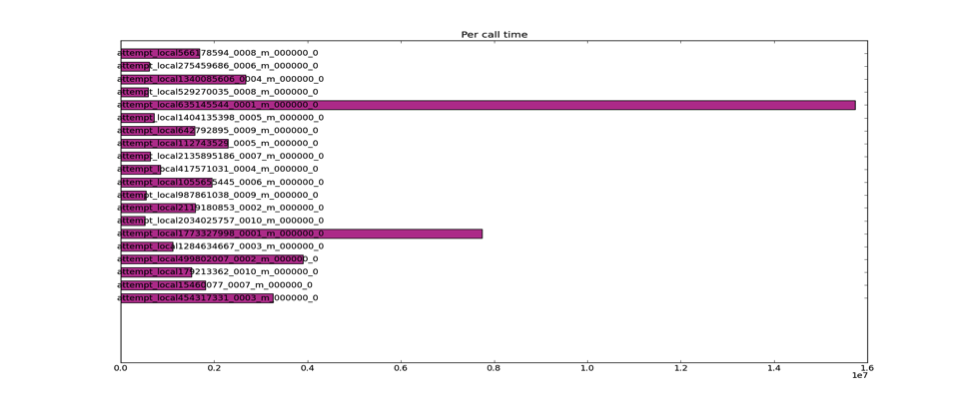 Per call time
attempt_local566178594_0008_m_000000_0
attempt_local275459686_0006_m_000000_0
attempt_local1340085606_0004_m_000000_0
attempt_local529270035_0008_m_000000_0
attempt_local635145544_0001_m_000000_0
attempt_local1404135398_0005_m_000000_0
attempt_local642792895_0009_m_000000_0
attempt_local112743529_0005_m_000000_0
attempt_local2135895186_0007_m_000000_0
attempt_local417571031_0004_m_000000_0
attempt_local1055655445_0006_m_000000_0
attempt_local987861038_0009_m_000000_0
attempt_local2119180853_0002_m_000000_0
attempt_local2034025757_0010_m_000000_0
attempt_local1773327998_0001_m_000000_0
attempt_local1284634667_0003_m_000000_0
attempt_local499802007_0002_m_000000_0
attempt_local179213362_0010_m_000000_0
attempt_local15460077_0007_m_000000_0
attempt_local454317331_0003_m_000000_0
0.0 0.2 0.4 0.6 0.8 1.0 1.2 1.4 1.6
1e7